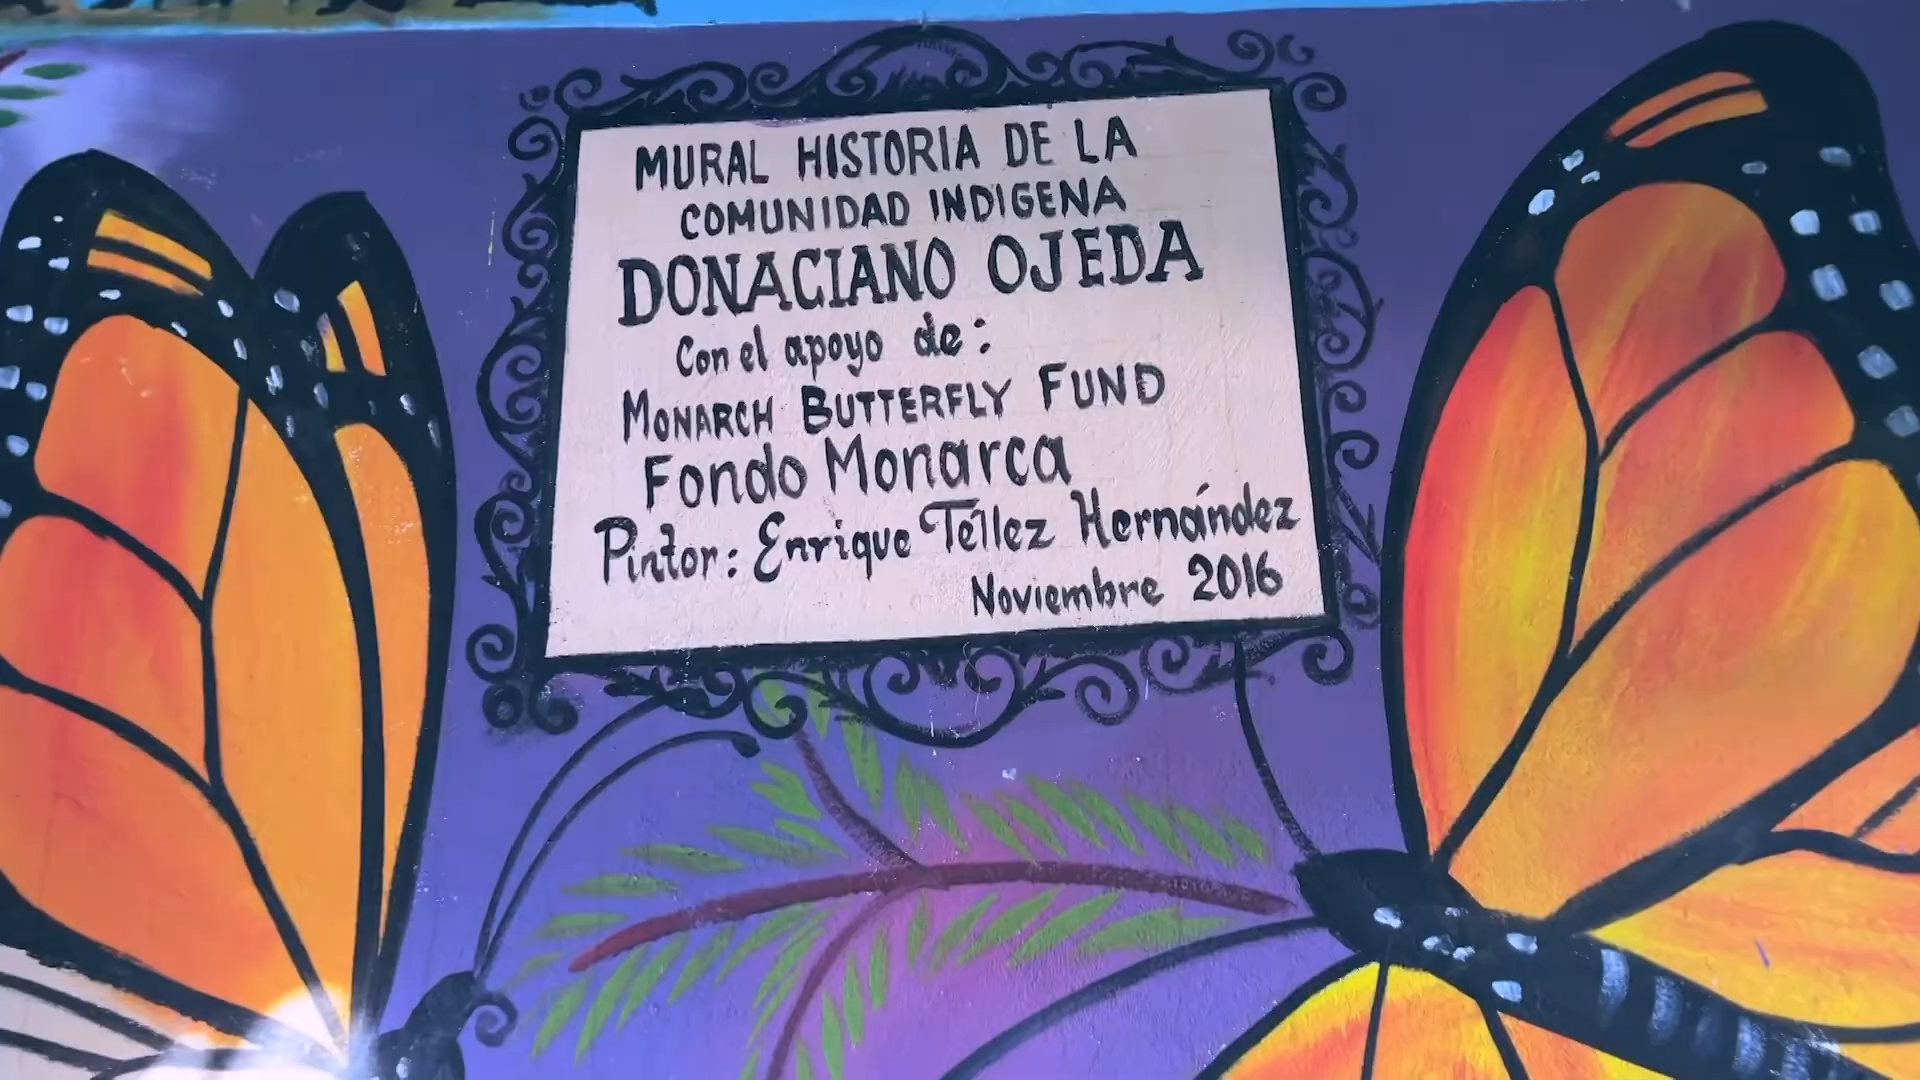 MURAL HISTORIA DE LA
COMUNIDAD INDIGENA
DONACIANO OJEDA
Con el apoyo de:
MONARCH BUTTERFLY FUND
Fondo Monarca
Pintor: Enrique Téllez Hernández
Noviembre 2016